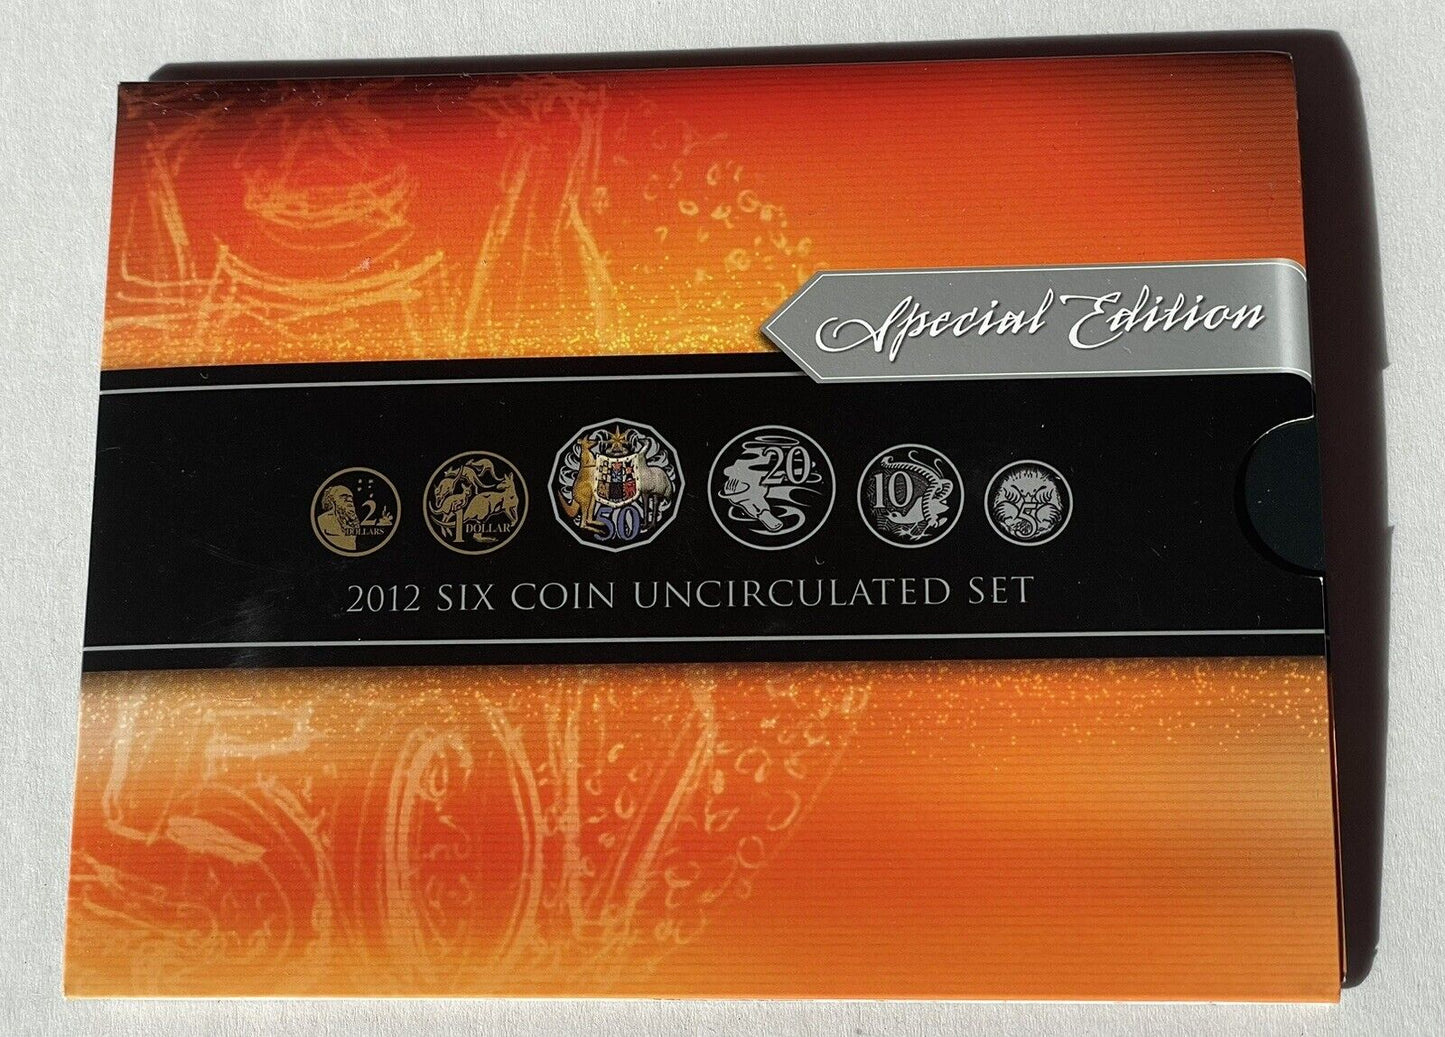 Special Edition
2 DOLLARS
1 DOLLAR
50
20
10
5
2012 SIX COIN UNCIRCULATED SET